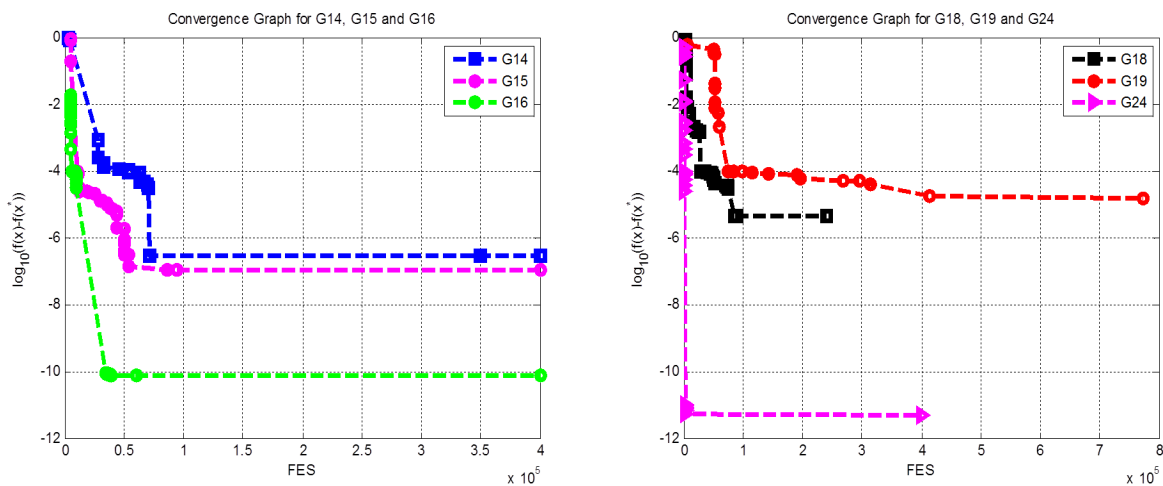 Convergence Graph for G14, G15 and G16
log10(f(x)-f(x*)
0
-2
-4
-6
-8
-10
-12
G14
G15
G16
0 0.5 1 1.5 2 2.5 3 3.5 4
x 10^5
FES
Convergence Graph for G18, G19 and G24
log10(f(x)-f(x*)
0
-2
-4
-6
-8
-10
-12
G18
G19
G24
0 1 2 3 4 5 6 7 8
x 10^5
FES